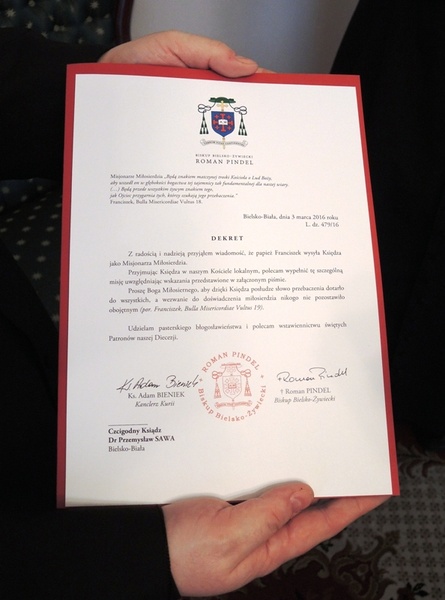 BISKUP BIELSKO-ŻYWIECKI
ROMAN PINDEL
Misjonarza Miłosierdzia „Będą znakiem macierzyńskiej troski Kościoła o Lud Boży,
aby wszedł on w głębokości bogactwa tej tajemnicy tak fundamentalnej dla naszej wiary.
(...) Będą przede wszystkim żywym znakiem tego,
jak Ojciec przygarnia tych, którzy szukają jego przebaczenia."
Franciszek, Bulla Misericordiae Vultus 18.
Bielsko-Biała, dnia 3 marca 2016 roku
L. dz. 479/16
DEKRET
Z radością i nadzieją przyjąłem wiadomość, że papież Franciszek wysyła Księdza
jako Misjonarza Miłosierdzia.
Przyjmując Księdza w naszym Kościele lokalnym, polecam wypełnić tę szczególną
misję uwzględniając wskazania przedstawione w załączonym piśmie.
Proszę Boga Miłosiernego, aby dzięki Księdza posłudze słowo przebaczenia dotarło
do wszystkich, a wezwanie do doświadczenia miłosierdzia nikogo nie pozostawiło
obojętnym (por. Franciszek, Bulla Misericordiae Vultus 19).
Udzielam pasterskiego błogosławieństwa i polecam wstawiennictwu świętych
Patronów naszej Diecezji.
Ks Adam Bieniek
Ks. Adam BIENIEK
Kanclerz Kurii
ROMAN PINDEL
Biskup Bielsko-Żywiecki
Roman Pindel
† Roman PINDEL
Biskup Bielsko-Żywiecki
Czcigodny Ksiądz
Dr Przemysław SAWA
Bielsko-Biała